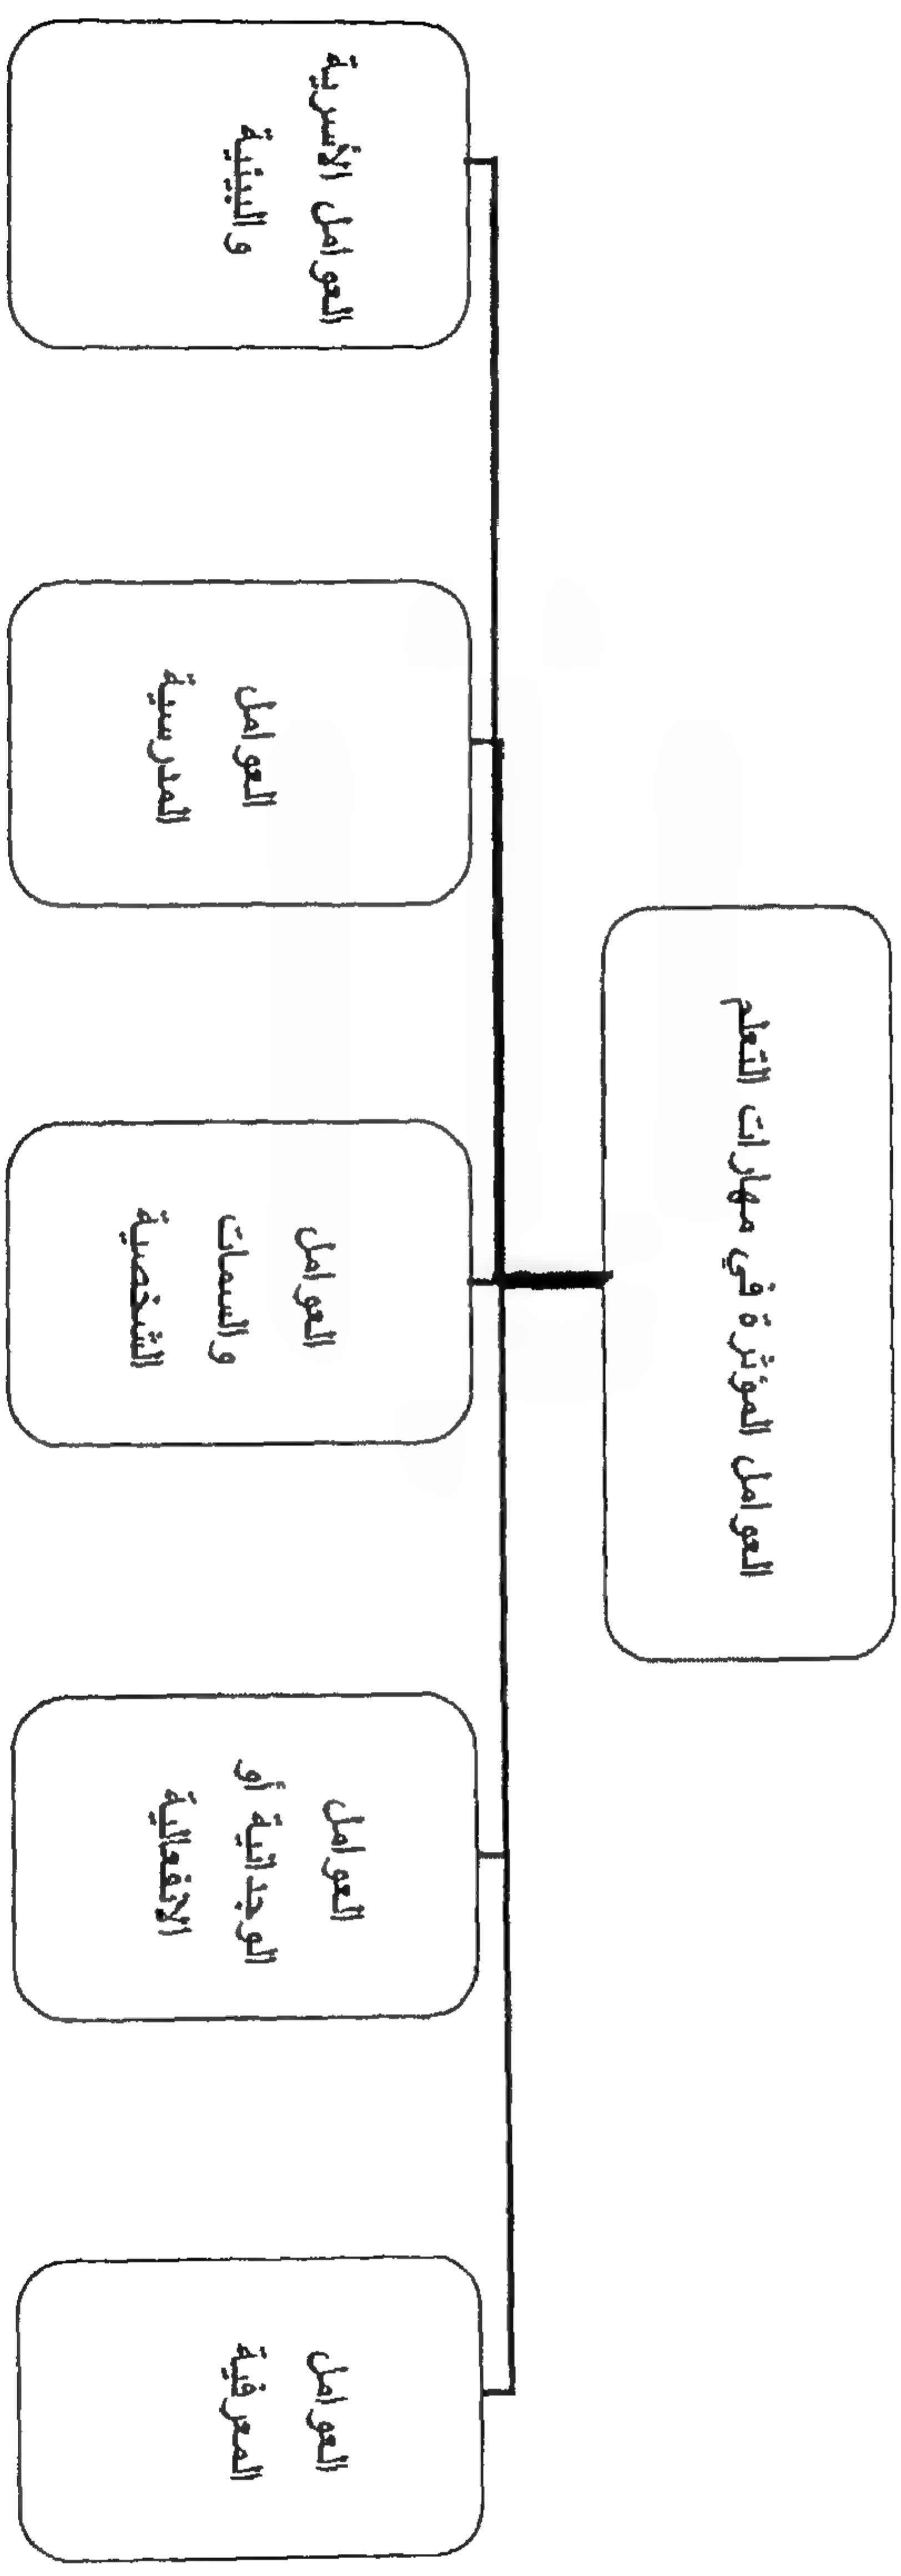 العوامل المؤثرة في مهارات التعلم
العوامل
المعرفية
العوامل
الوجدانية أو
الانفعالية
العوامل
والسمات
الشخصية
العوامل
المدرسية
العوامل الأسرية
والبيئية